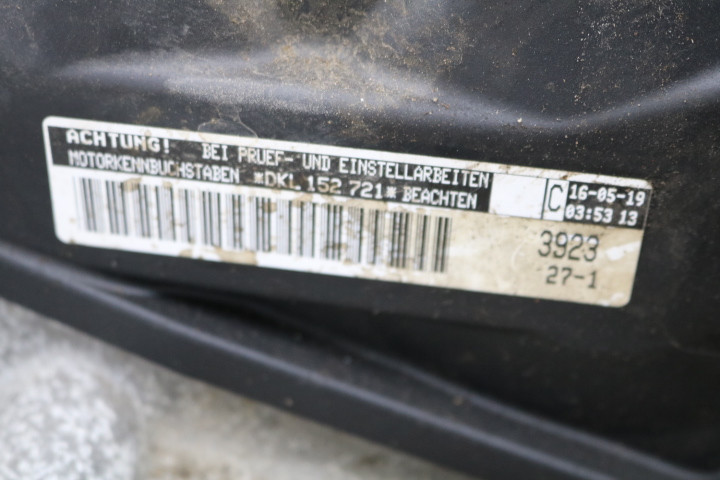 ACHTUNG! BEI PRUEF- UND EINSTELLARBEITEN
MOTORKENNBUCHSTABEN *DKL 152 721* BEACHTEN
C 16-05-19
03:53 13
3923
27-1